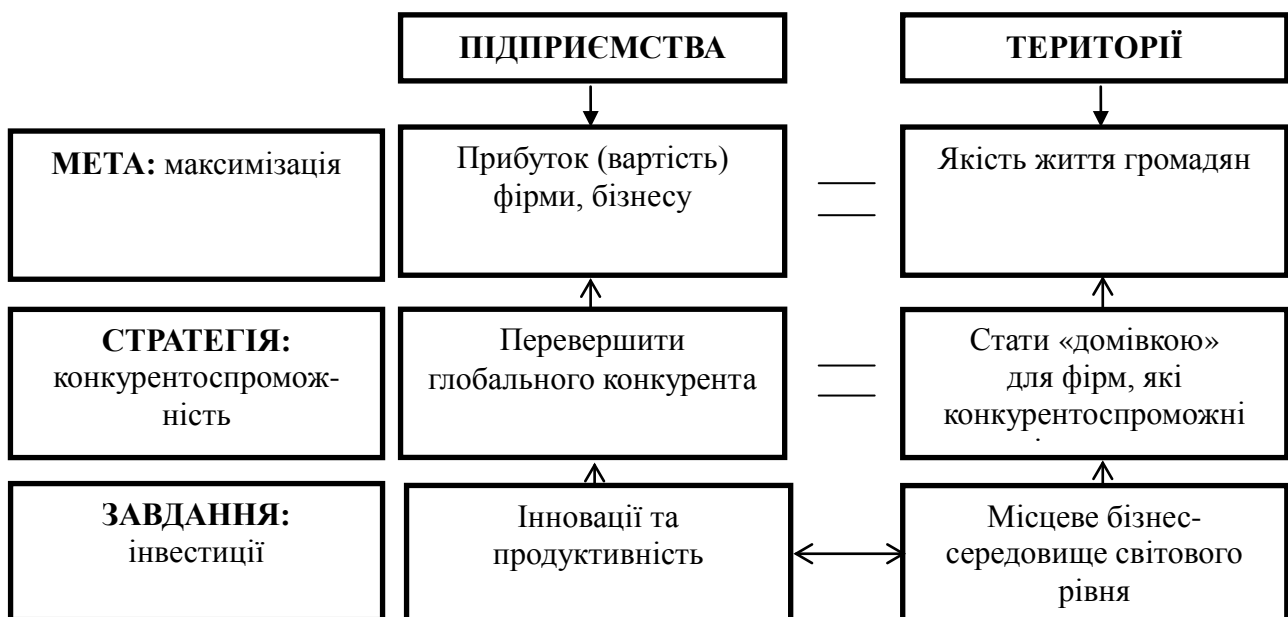 ПІДПРИЄМСТВА
ТЕРИТОРІЇ
МЕТА: максимізація
Прибуток (вартість)
фірми, бізнесу
Якість життя громадян
СТРАТЕГІЯ:
конкурентоспромож-
ність
Перевершити
глобального конкурента
Стати «домівкою»
для фірм, які
конкурентоспроможні
ЗАВДАННЯ:
інвестиції
Інновації та
продуктивність
Місцеве бізнес-
середовище світового
рівня